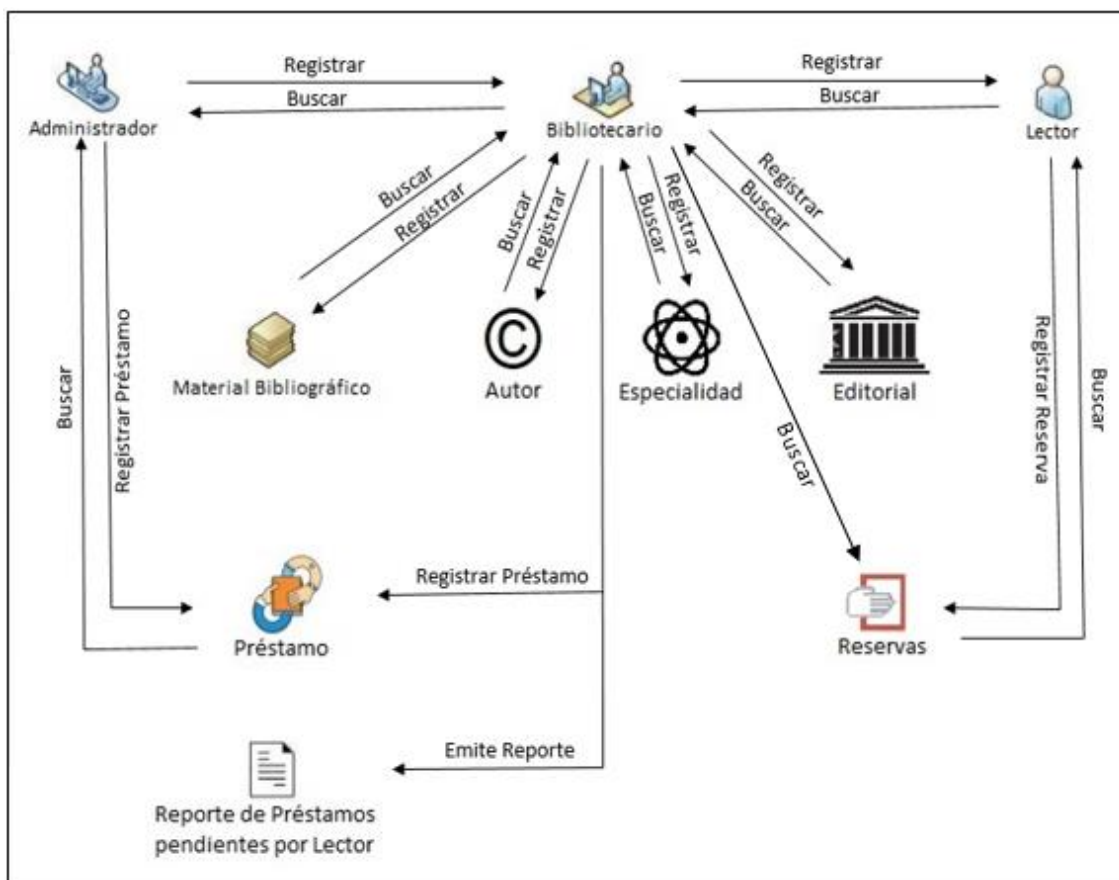 Registrar
Buscar
Administrador
Bibliotecario
Registrar
Buscar
Lector
Buscar
Registrar
Buscar
Registrar
Buscar
Registrar
Registrar
Buscar
Material Bibliográfico
Autor
Especialidad
Editorial
Buscar
Registrar Préstamo
Buscar
Registrar Reserva
Buscar
Registrar Préstamo
Préstamo
Reservas
Emite Reporte
Reporte de Préstamos
pendientes por Lector